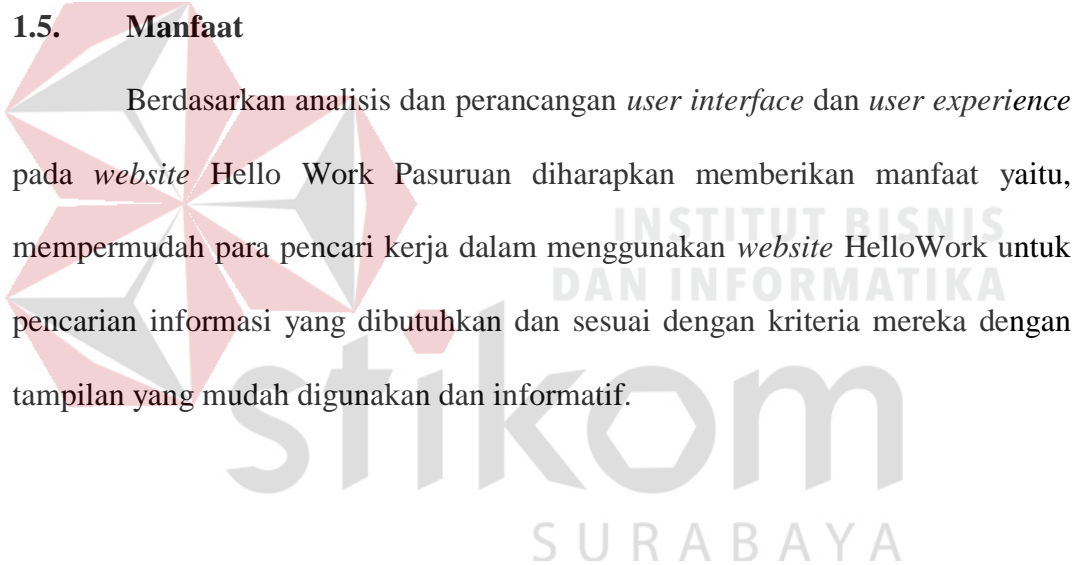 1.5. Manfaat
Berdasarkan analisis dan perancangan user interface dan user experience
pada website Hello Work Pasuruan diharapkan memberikan manfaat yaitu,
mempermudah para pencari kerja dalam menggunakan website HelloWork untuk
pencarian informasi yang dibutuhkan dan sesuai dengan kriteria mereka dengan
tampilan yang mudah digunakan dan informatif.
INSTITUT BISNIS
DAN INFORMATIKA
stikom
SURABAYA